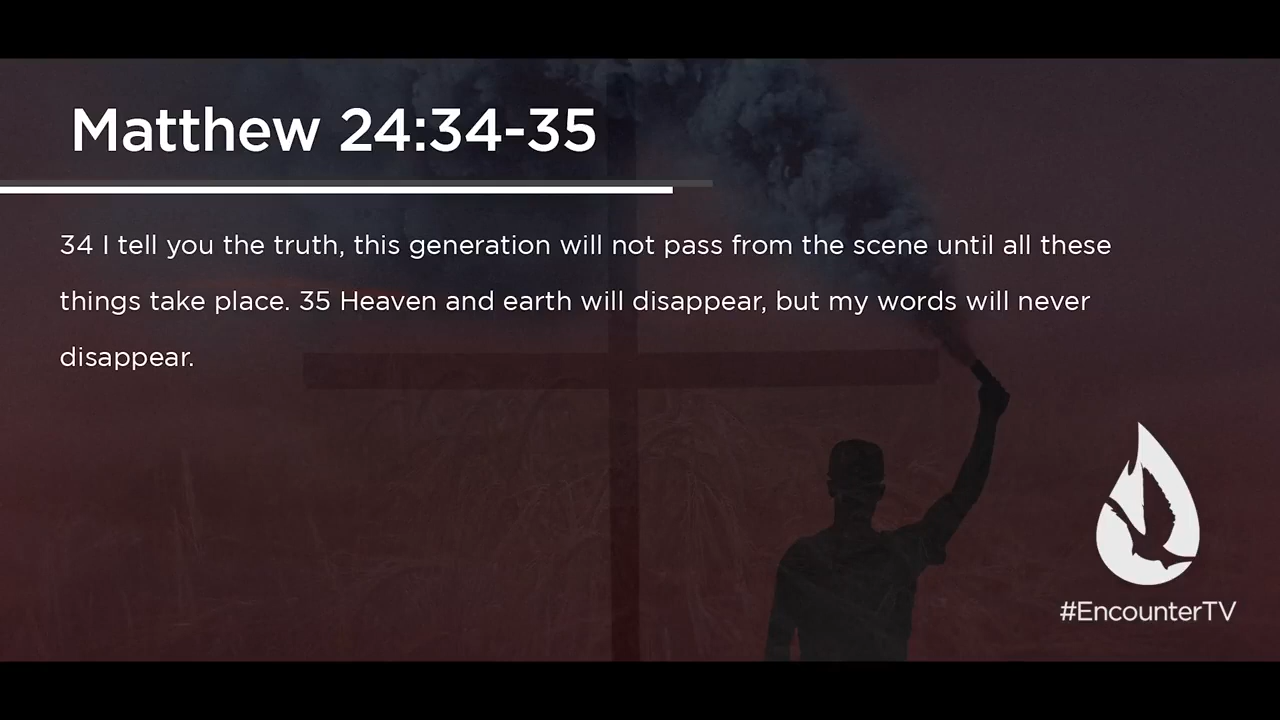 Matthew 24:34-35
34 I tell you the truth, this generation will not pass from the scene until all these
things take place. 35 Heaven and earth will disappear, but my words will never
disappear.
#EncounterTV